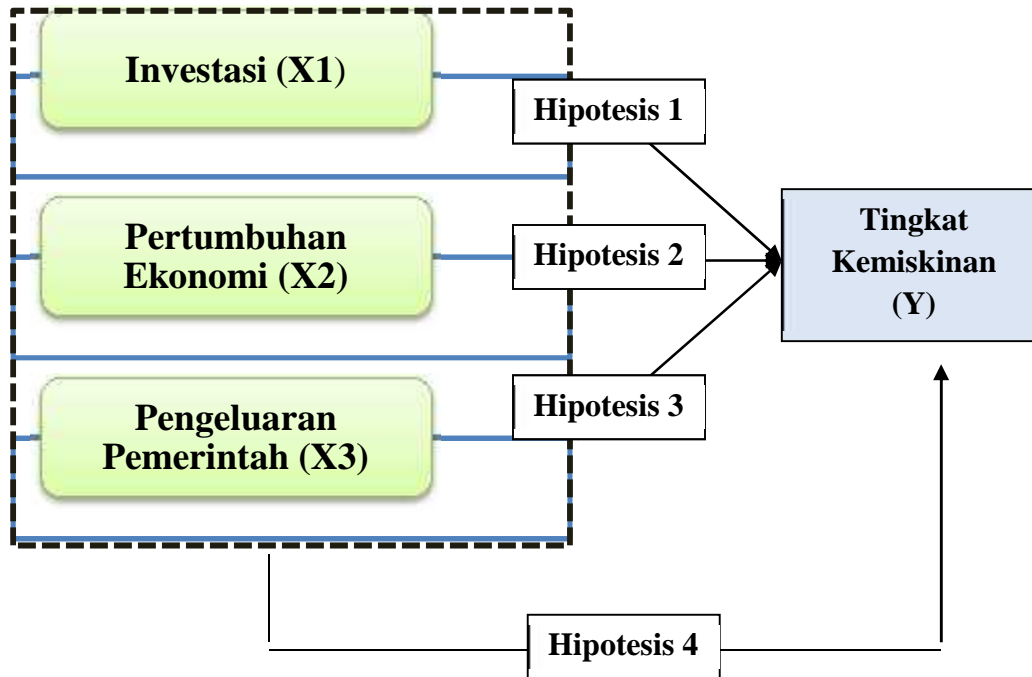 Investasi (X1)
Hipotesis 1
Pertumbuhan
Ekonomi (X2)
Hipotesis 2
Tingkat
Kemiskinan
(Y)
Pengeluaran
Pemerintah (X3)
Hipotesis 3
Hipotesis 4